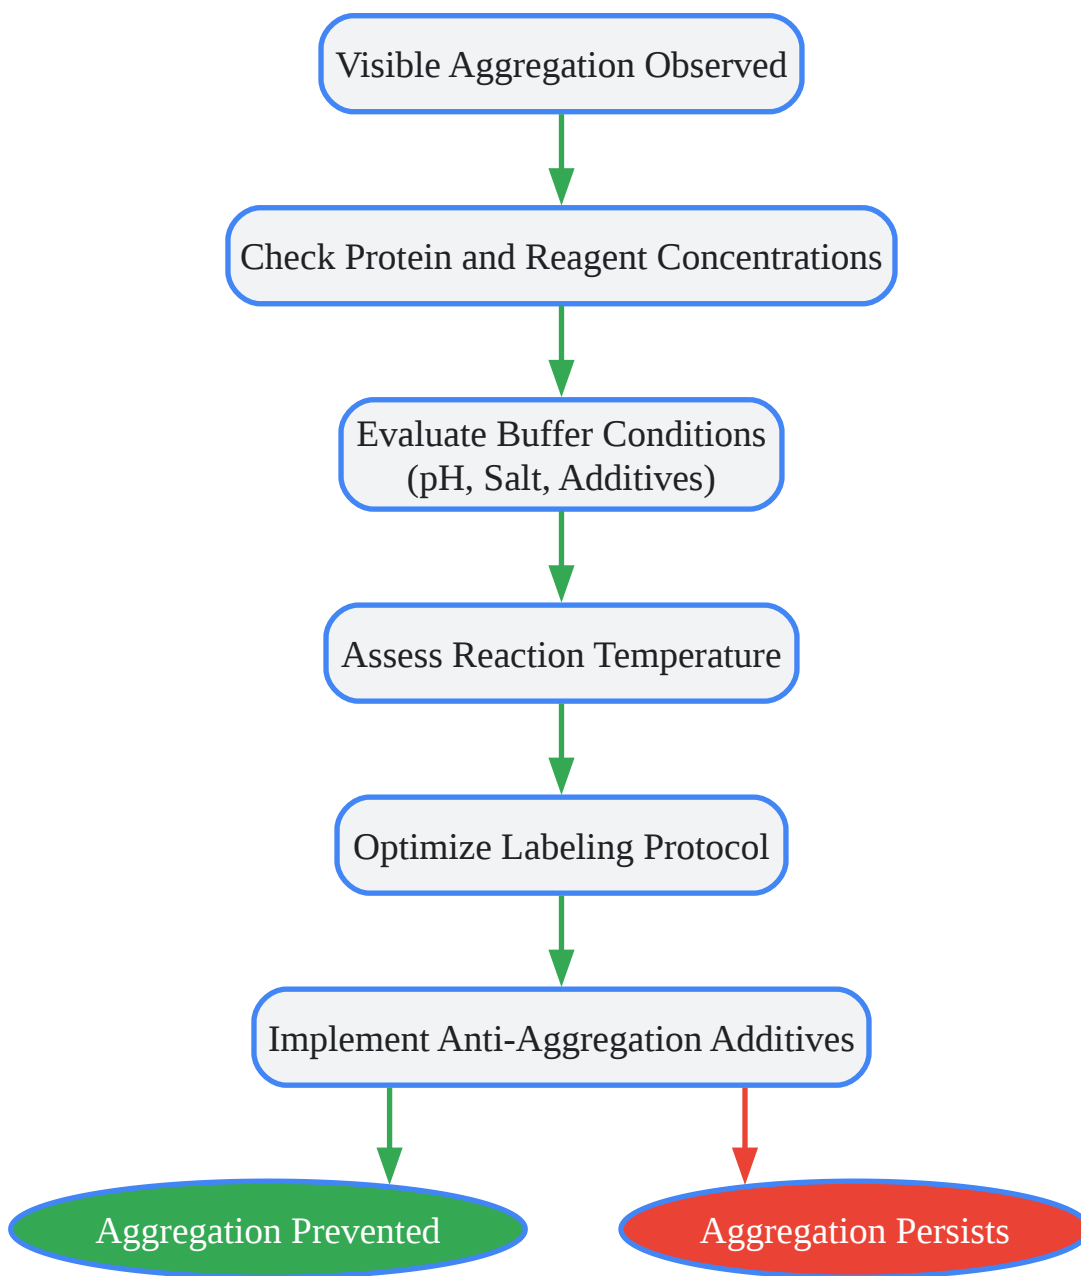 Visible Aggregation Observed
Check Protein and Reagent Concentrations
Evaluate Buffer Conditions
(pH, Salt, Additives)
Assess Reaction Temperature
Optimize Labeling Protocol
Implement Anti-Aggregation Additives
Aggregation Prevented
Aggregation Persists